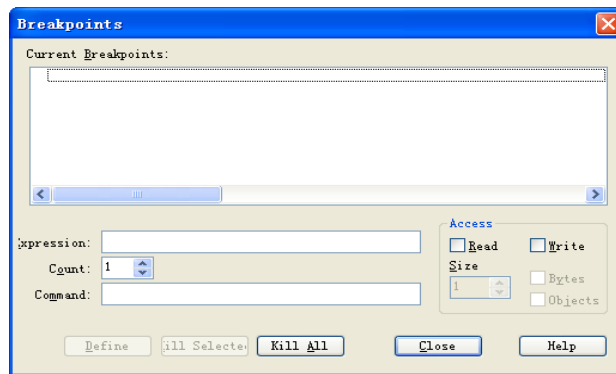 Breakpoints
Current Breakpoints:
xpression:
Count: 1
Command:
Access
Read Write
Size
1
Bytes
Objects
Define ill Selecte Kill All Close Help